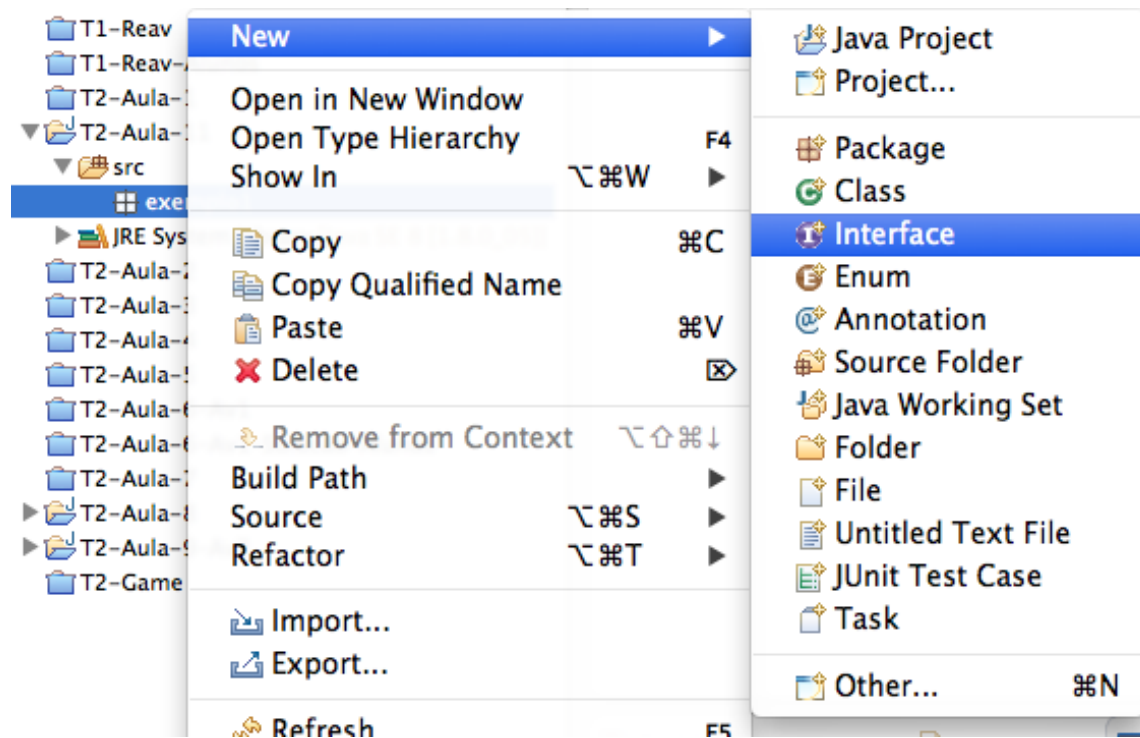 T1-Reav
T1-Reav-
T2-Aula-
T2-Aula-
src
JRE Sys
T2-Aula-
T2-Aula-
T2-Aula-
T2-Aula-
T2-Aula-
T2-Aula-
T2-Aula-
T2-Aula-
T2-Aula-
T2-Game
New
Open in New Window
Open Type Hierarchy F4
Show In ⌥⌘W
Copy ⌘C
Copy Qualified Name
Paste ⌘V
Delete ⌦
Remove from Context ⌥⇧⌘↓
Build Path
Source ⌥⌘S
Refactor ⌥⌘T
Import...
Export...
Refresh F5
Java Project
Project...
Package
Class
Interface
Enum
Annotation
Source Folder
Java Working Set
Folder
File
Untitled Text File
JUnit Test Case
Task
Other... ⌘N